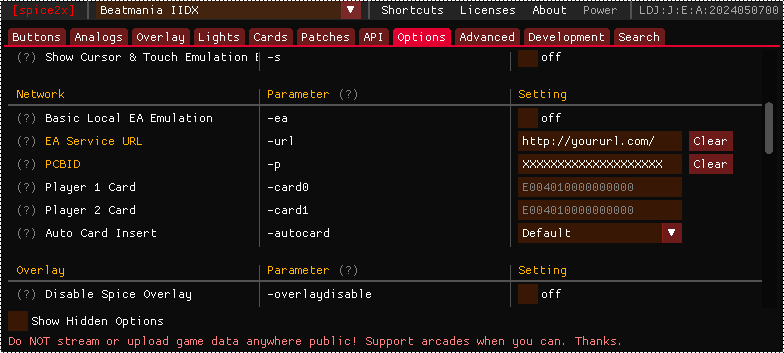 [spice2x] Beatmania IIDX ▼ Shortcuts Licenses About Power LDJ:J:E:A:2024050700
Buttons Analogs Overlay Lights Cards Patches API Options Advanced Development Search
(?) Show Cursor & Touch Emulation E -s off
Network Parameter (?) Setting
(?) Basic Local EA Emulation -ea off
(?) EA Service URL -url http://yoururl.com/ Clear
(?) PCBID -p XXXXXXXXXXXXXXXXXXXX Clear
(?) Player 1 Card -card0 E004010000000000
(?) Player 2 Card -card1 E004010000000000
(?) Auto Card Insert -autocard Default ▼
Overlay Parameter (?) Setting
(?) Disable Spice Overlay -overlaydisable off
Show Hidden Options
Do NOT stream or upload game data anywhere public! Support arcades when you can. Thanks.